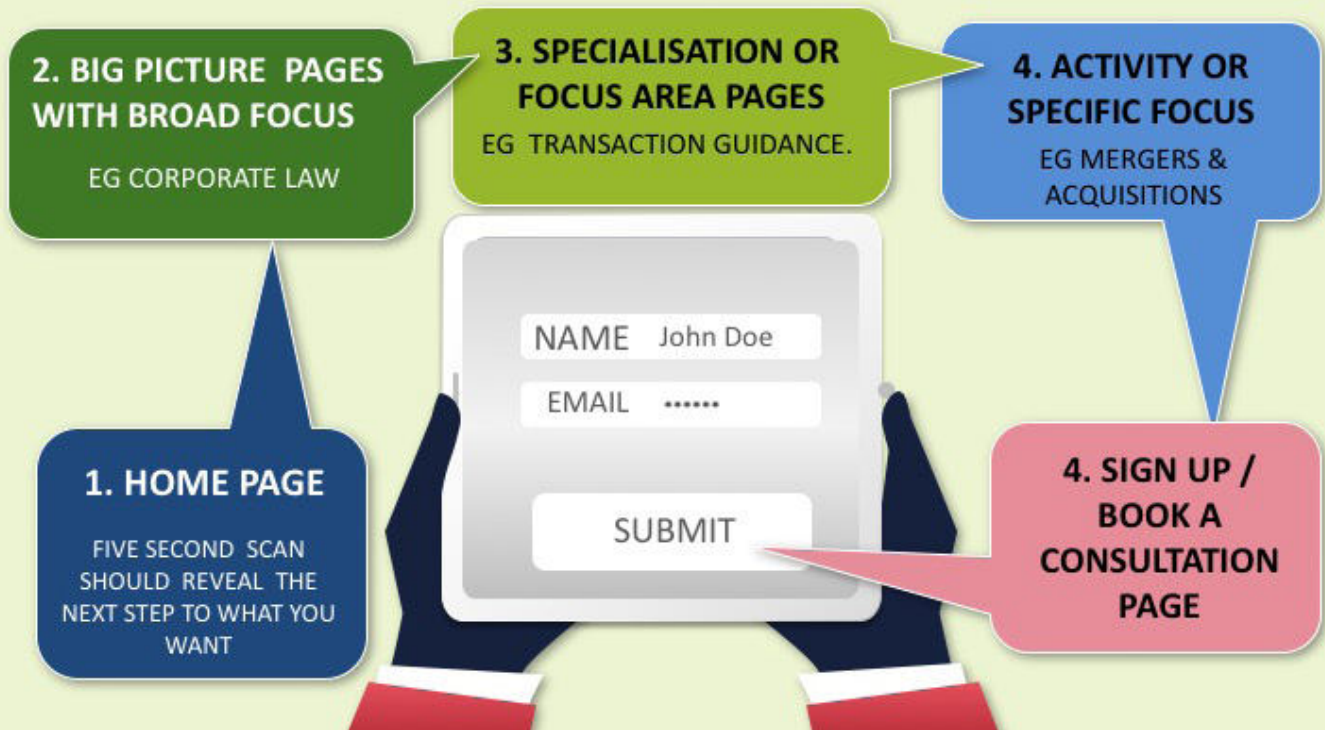 2. BIG PICTURE PAGES
WITH BROAD FOCUS
EG CORPORATE LAW
3. SPECIALISATION OR
FOCUS AREA PAGES
EG TRANSACTION GUIDANCE.
4. ACTIVITY OR
SPECIFIC FOCUS
EG MERGERS &
ACQUISITIONS
NAME John Doe
EMAIL ••••••
SUBMIT
1. HOME PAGE
FIVE SECOND SCAN
SHOULD REVEAL THE
NEXT STEP TO WHAT YOU
WANT
4. SIGN UP /
BOOK A
CONSULTATION
PAGE